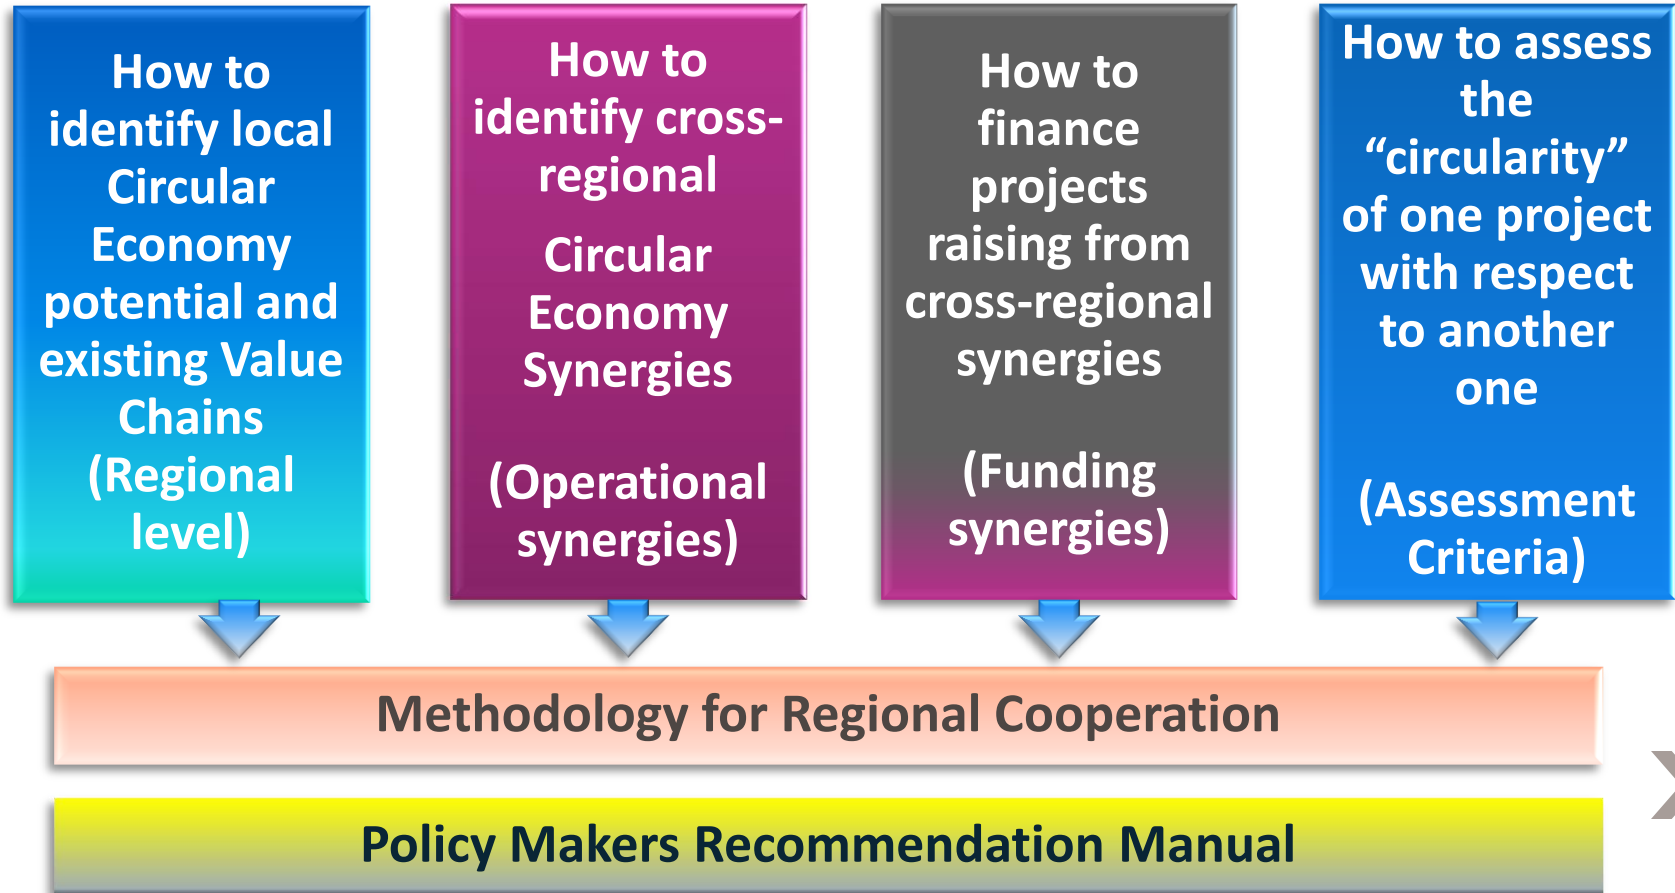 How to
identify local
Circular
Economy
potential and
existing Value
Chains
(Regional
level)
How to
identify cross-
regional
Circular
Economy
Synergies
(Operational
synergies)
How to
finance
projects
raising from
cross-regional
synergies
(Funding
synergies)
How to assess
the
“circularity”
of one project
with respect
to another
one
(Assessment
Criteria)
Methodology for Regional Cooperation
Policy Makers Recommendation Manual